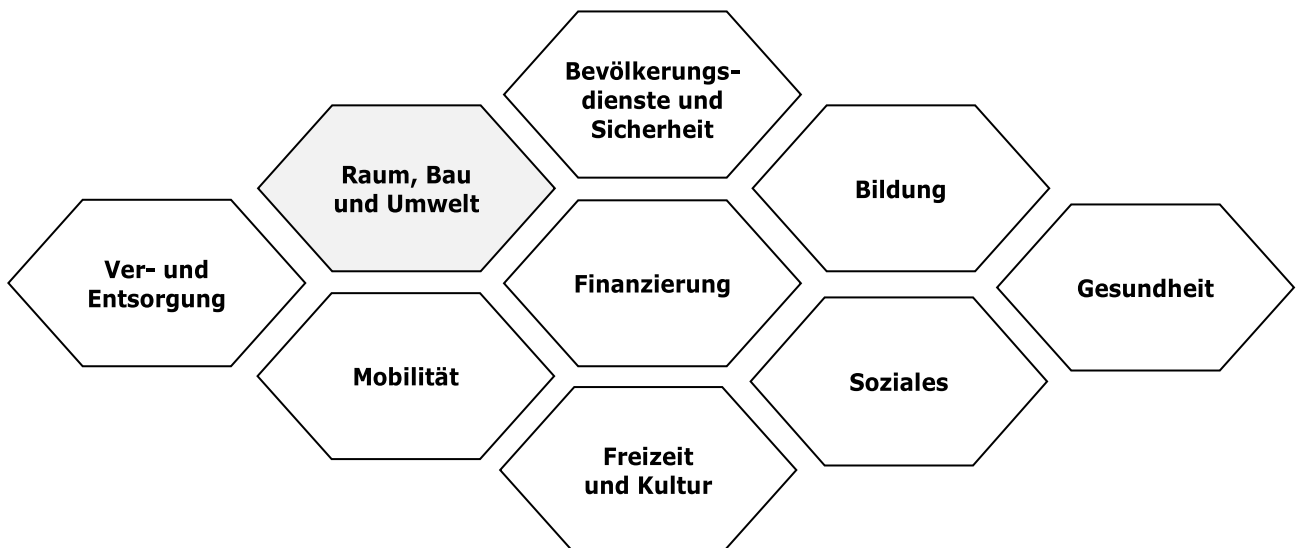 Bevölkerungs-
dienste und
Sicherheit
Raum, Bau
und Umwelt
Bildung
Ver- und
Entsorgung
Finanzierung
Gesundheit
Mobilität
Soziales
Freizeit
und Kultur